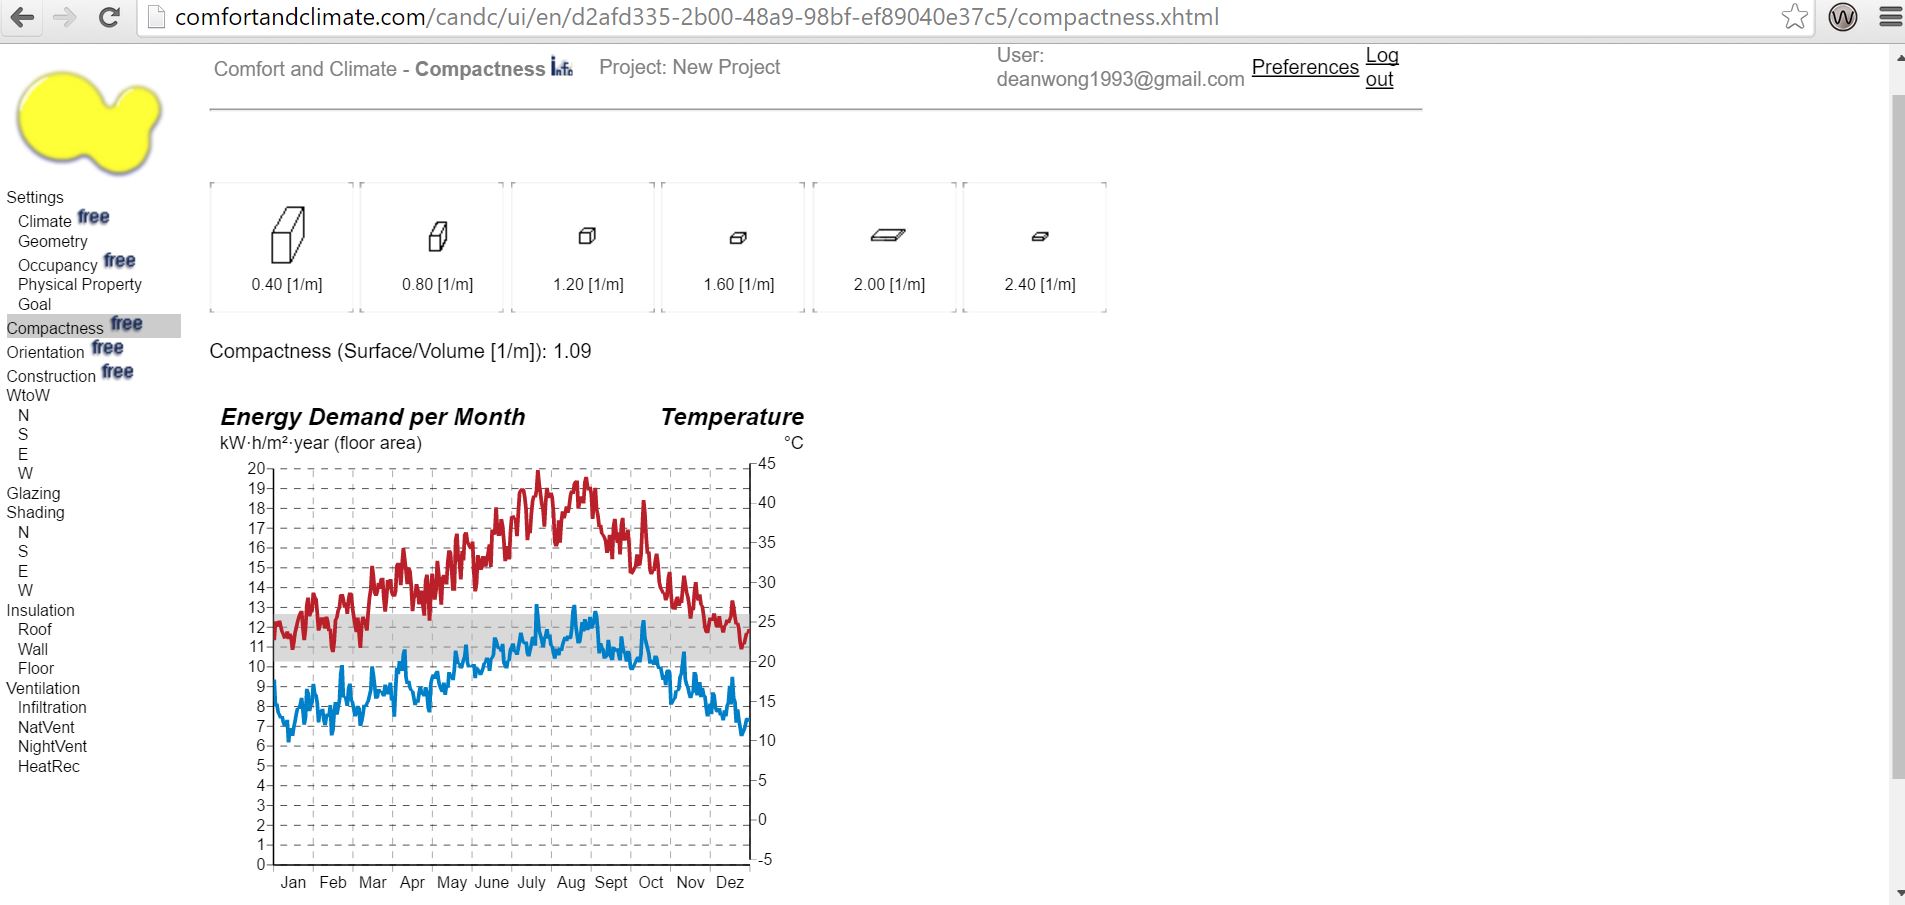 comfortandclimate.com/candc/ui/en/d2afd335-2b00-48a9-98bf-ef89040e37c5/compactness.xhtml
W
Comfort and Climate - Compactness info
Project: New Project
User:
deanwong1993@gmail.com
Preferences
Log
out
Settings
Climate free
Geometry
Occupancy free
Physical Property
Goal
Compactness free
Orientation free
Construction free
WtoW
N
S
E
W
Glazing
Shading
N
S
E
W
Insulation
Roof
Wall
Floor
Ventilation
Infiltration
NatVent
NightVent
HeatRec
0.40 [1/m]
0.80 [1/m]
1.20 [1/m]
1.60 [1/m]
2.00 [1/m]
2.40 [1/m]
Compactness (Surface/Volume [1/m]): 1.09
Energy Demand per Month
kW·h/m²·year (floor area)
Temperature
°C
20
19
18
17
16
15
14
13
12
11
10
9
8
7
6
5
4
3
2
1
0
45
40
35
30
25
20
15
10
5
0
-5
Jan Feb Mar Apr May June July Aug Sept Oct Nov Dez